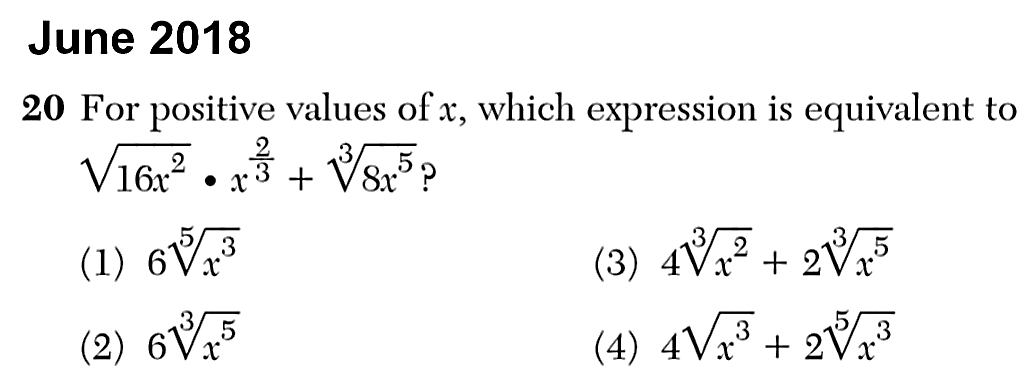 June 2018
20 For positive values of x, which expression is equivalent to
√16x² • x^(2/3) + ∛8x⁵ ?
(1) 6 ⁵√x³ (3) 4 ∛x² + 2 ∛x⁵
(2) 6 ∛x⁵ (4) 4 √x³ + 2 ⁵√x³